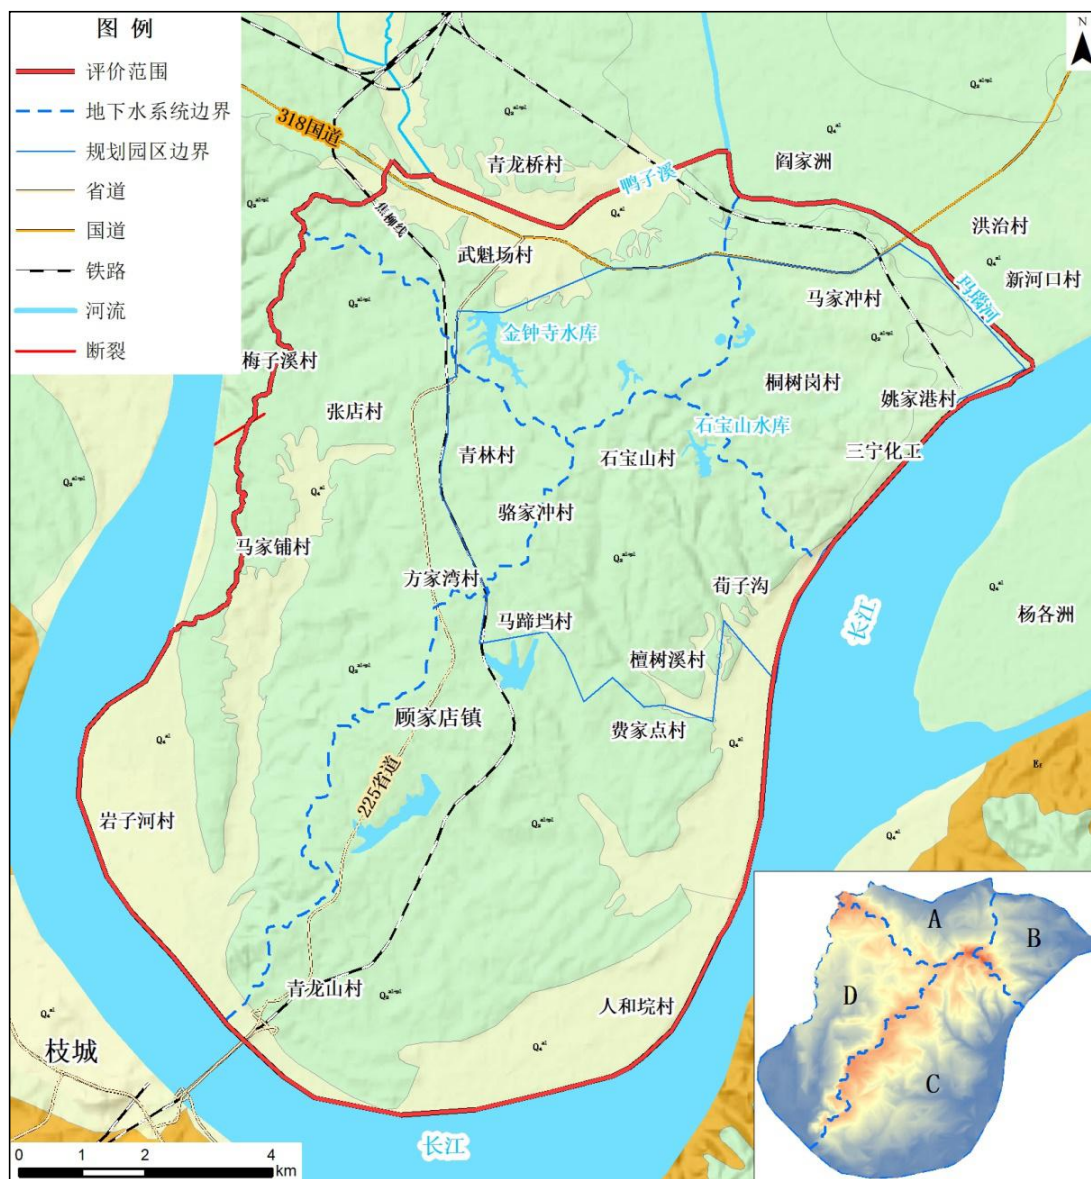 图 例
评价范围
地下水系统边界
规划园区边界
省道
国道
铁路
河流
断裂
N
318国道
青龙桥村
鸭子溪
阎家洲
焦柳线
武魁场村
洪治村
新河口村
玛瑙河
马家冲村
金钟寺水库
梅子溪村
张店村
桐树岗村
姚家港村
石宝山水库
青林村
石宝山村
三宁化工
骆家冲村
马家铺村
方家湾村
荀子沟
长江
杨各洲
马蹄垱村
檀树溪村
顾家店镇
费家点村
225省道
岩子河村
青龙山村
人和垸村
枝城
长江
A
B
C
D
0 1 2 4
km